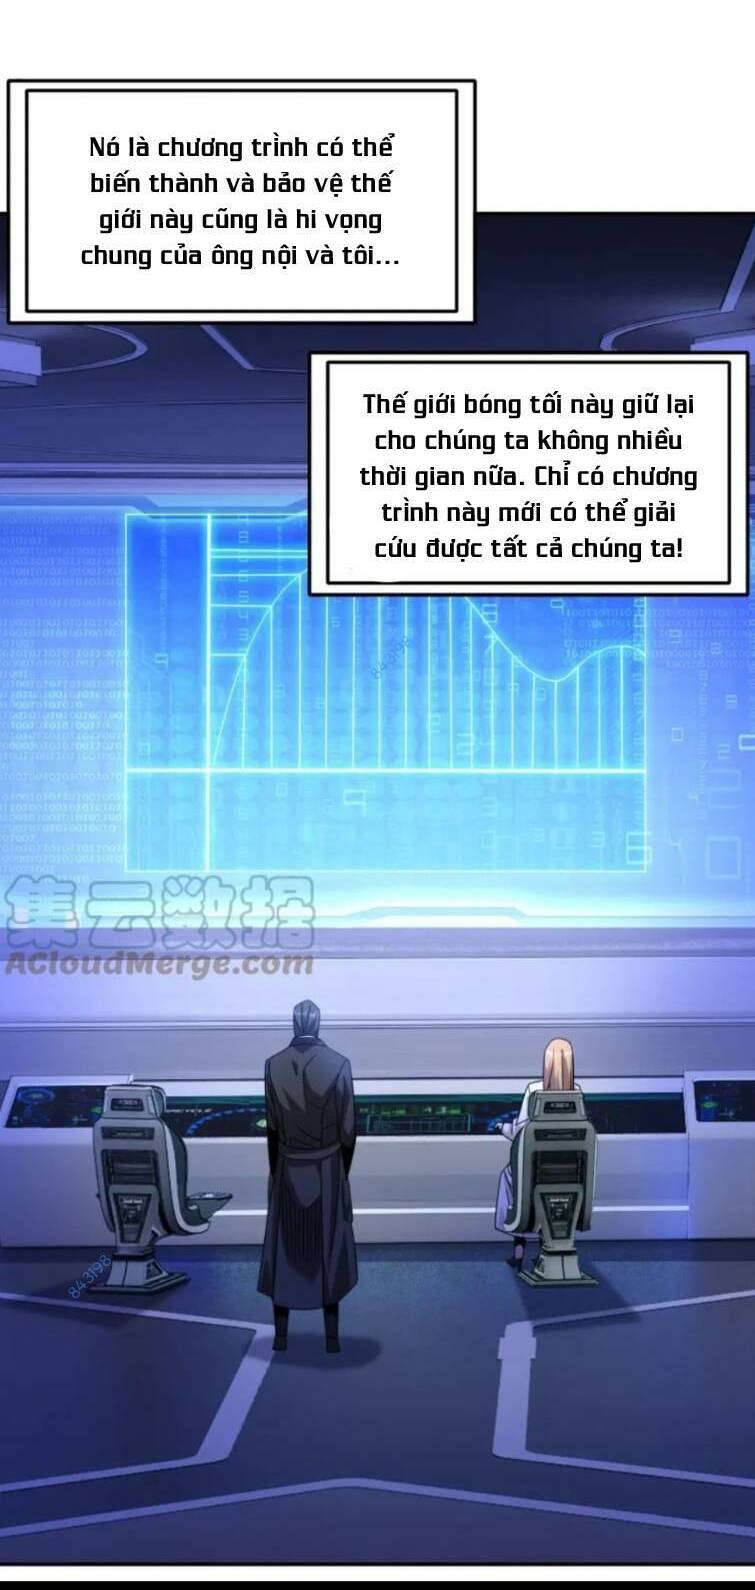 Nó là chương trình có thể
biến thành và bảo vệ thế
giới này cũng là hi vọng
chung của ông nội và tôi...
Thế giới bóng tối này giữ lại
cho chúng ta không nhiều
thời gian nữa. Chỉ có chương
trình này mới có thể giải
cứu được tất cả chúng ta!
843198
集云数据
ACloudMerge.com
843198